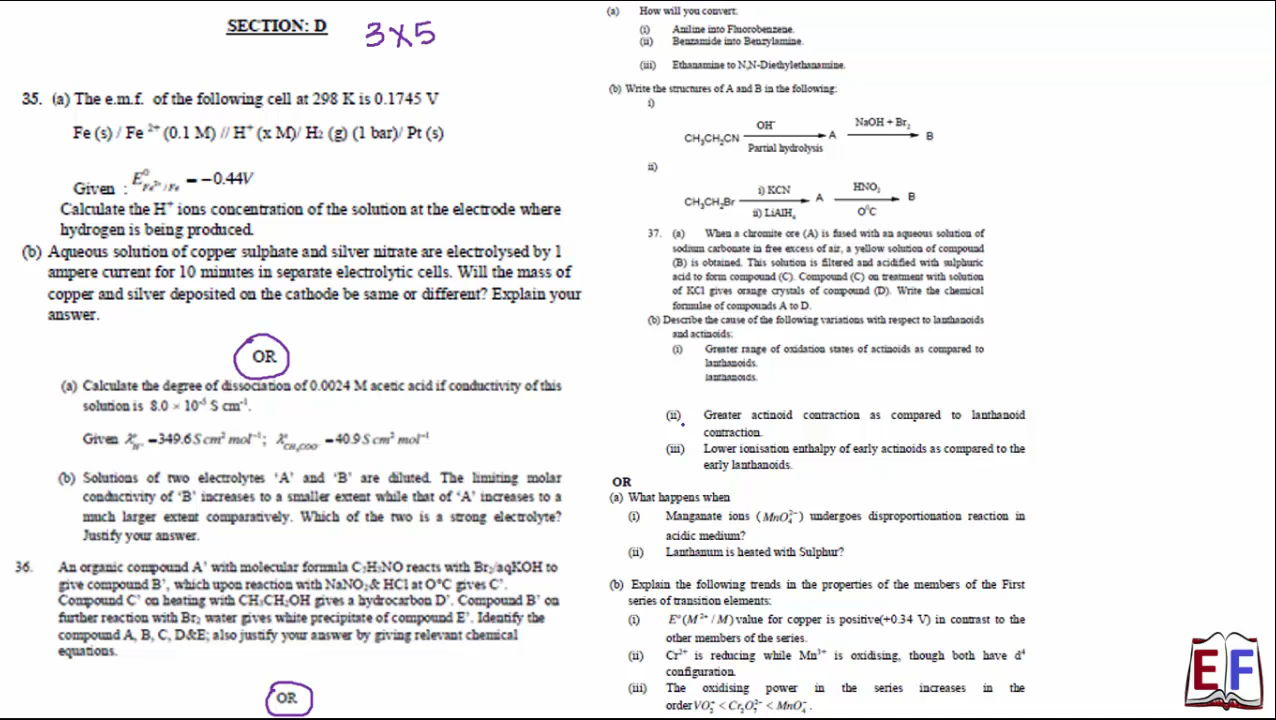 SECTION: D
3×5
35. (a) The e.m.f. of the following cell at 298 K is 0.1745 V
Fe (s) / Fe ²⁺ (0.1 M) // H⁺ (x M)/ H₂ (g) (1 bar)/ Pt (s)
Given : E⁰Fe²⁺/Fe = −0.44V
Calculate the H⁺ ions concentration of the solution at the electrode where
hydrogen is being produced.
(b) Aqueous solution of copper sulphate and silver nitrate are electrolysed by 1
ampere current for 10 minutes in separate electrolytic cells. Will the mass of
copper and silver deposited on the cathode be same or different? Explain your
answer.
OR
(a) Calculate the degree of dissociation of 0.0024 M acetic acid if conductivity of this
solution is 8.0 × 10⁻⁵ S cm⁻¹.
Given λ⁰H⁺ =349.6 S cm² mol⁻¹; λ⁰CH₃COO⁻ =40.9 S cm² mol⁻¹
(b) Solutions of two electrolytes ‘A’ and ‘B’ are diluted. The limiting molar
conductivity of ‘B’ increases to a smaller extent while that of ‘A’ increases to a
much larger extent comparatively. Which of the two is a strong electrolyte?
Justify your answer.
36. An organic compound A’ with molecular formula C₇H₇NO reacts with Br₂/aqKOH to
give compound B’, which upon reaction with NaNO₂& HCl at O°C gives C’.
Compound C’ on heating with CH₃CH₂OH gives a hydrocarbon D’. Compound B’ on
further reaction with Br₂ water gives white precipitate of compound E’. Identify the
compound A, B, C, D&E; also justify your answer by giving relevant chemical
equations.
OR
(a) How will you convert:
(i) Aniline into Fluorobenzene.
(ii) Benzamide into Benzylamine.
(iii) Ethanamine to N,N-Diethylethanamine.
(b) Write the structures of A and B in the following:
i)
OH⁻ NaOH + Br₂
CH₃CH₂CN A B
Partial hydrolysis
ii)
i) KCN HNO₂
CH₃CH₂Br A B
ii) LiAlH₄ O°C
37. (a) When a chromite ore (A) is fused with an aqueous solution of
sodium carbonate in free excess of air, a yellow solution of compound
(B) is obtained. This solution is filtered and acidified with sulphuric
acid to form compound (C). Compound (C) on treatment with solution
of KCl gives orange crystals of compound (D). Write the chemical
formulae of compounds A to D.
(b) Describe the cause of the following variations with respect to lanthanoids
and actinoids:
(i) Greater range of oxidation states of actinoids as compared to
lanthanoids.
lanthanoids.
(ii) Greater actinoid contraction as compared to lanthanoid
contraction.
(iii) Lower ionisation enthalpy of early actinoids as compared to the
early lanthanoids.
OR
(a) What happens when
(i) Manganate ions (MnO₄²⁻) undergoes disproportionation reaction in
acidic medium?
(ii) Lanthanum is heated with Sulphur?
(b) Explain the following trends in the properties of the members of the First
series of transition elements:
(i) E°(M²⁺/M) value for copper is positive(+0.34 V) in contrast to the
other members of the series.
(ii) Cr²⁺ is reducing while Mn³⁺ is oxidising, though both have d⁴
configuration.
(iii) The oxidising power in the series increases in the
order VO₂⁺ < Cr₂O₇²⁻ < MnO₄⁻ .
EF